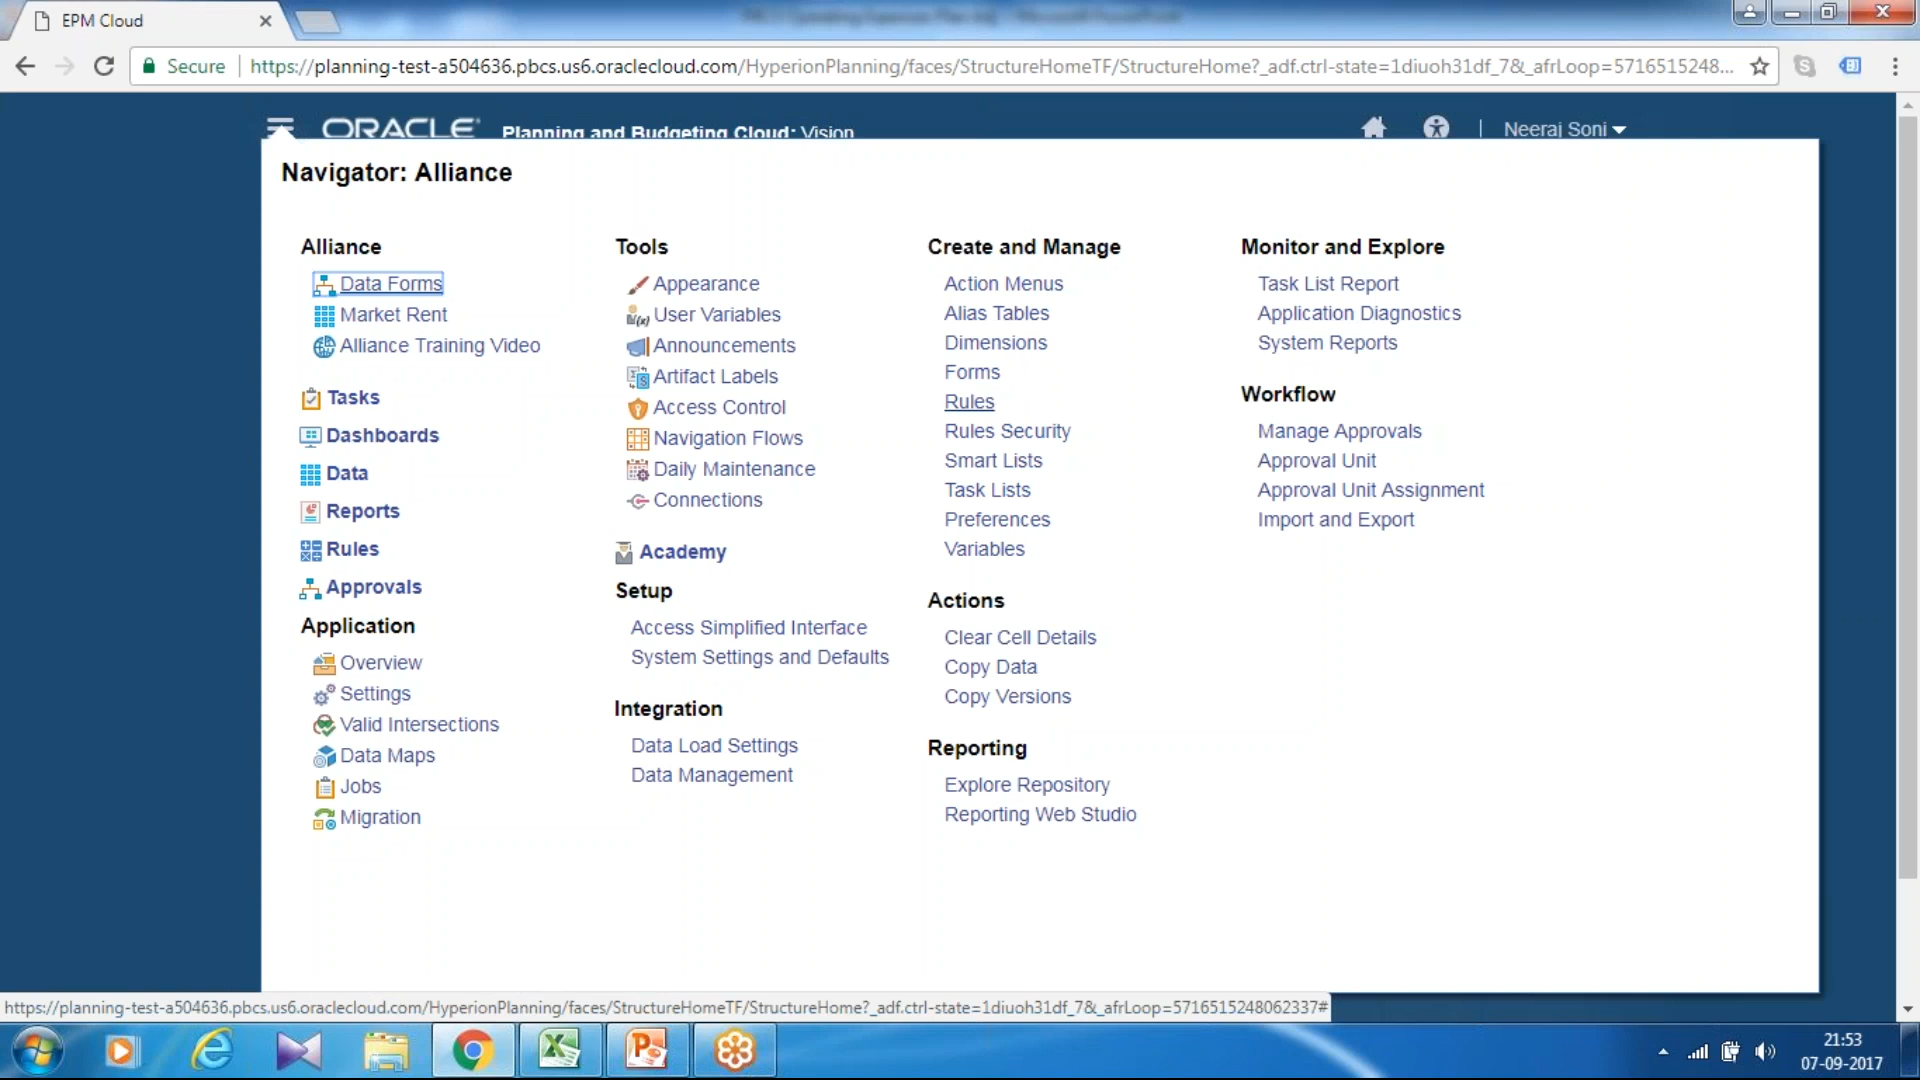 EPM Cloud
Secure https://planning-test-a504636.pbcs.us6.oraclecloud.com/HyperionPlanning/faces/StructureHomeTF/StructureHome?_adf.ctrl-state=1diuoh31df_7&_afrLoop=5716515248...
ORACLE Planning and Budgeting Cloud: Vision
Neeraj Soni
Navigator: Alliance
Alliance
Data Forms
Market Rent
Alliance Training Video
Tasks
Dashboards
Data
Reports
Rules
Approvals
Application
Overview
Settings
Valid Intersections
Data Maps
Jobs
Migration
Tools
Appearance
User Variables
Announcements
Artifact Labels
Access Control
Navigation Flows
Daily Maintenance
Connections
Academy
Setup
Access Simplified Interface
System Settings and Defaults
Integration
Data Load Settings
Data Management
Create and Manage
Action Menus
Alias Tables
Dimensions
Forms
Rules
Rules Security
Smart Lists
Task Lists
Preferences
Variables
Actions
Clear Cell Details
Copy Data
Copy Versions
Reporting
Explore Repository
Reporting Web Studio
Monitor and Explore
Task List Report
Application Diagnostics
System Reports
Workflow
Manage Approvals
Approval Unit
Approval Unit Assignment
Import and Export
https://planning-test-a504636.pbcs.us6.oraclecloud.com/HyperionPlanning/faces/StructureHomeTF/StructureHome?_adf.ctrl-state=1diuoh31df_7&_afrLoop=5716515248062337#
21:53
07-09-2017